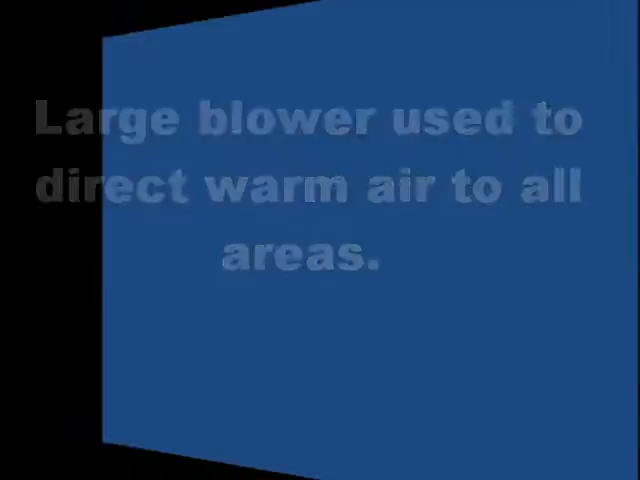 Large blower used to
direct warm air to all
areas.